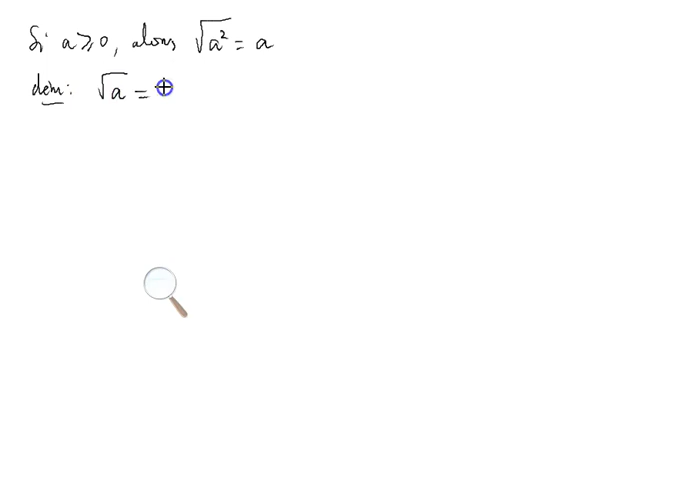 Si a ⩾ 0, alors √a² = a
dém: √a =